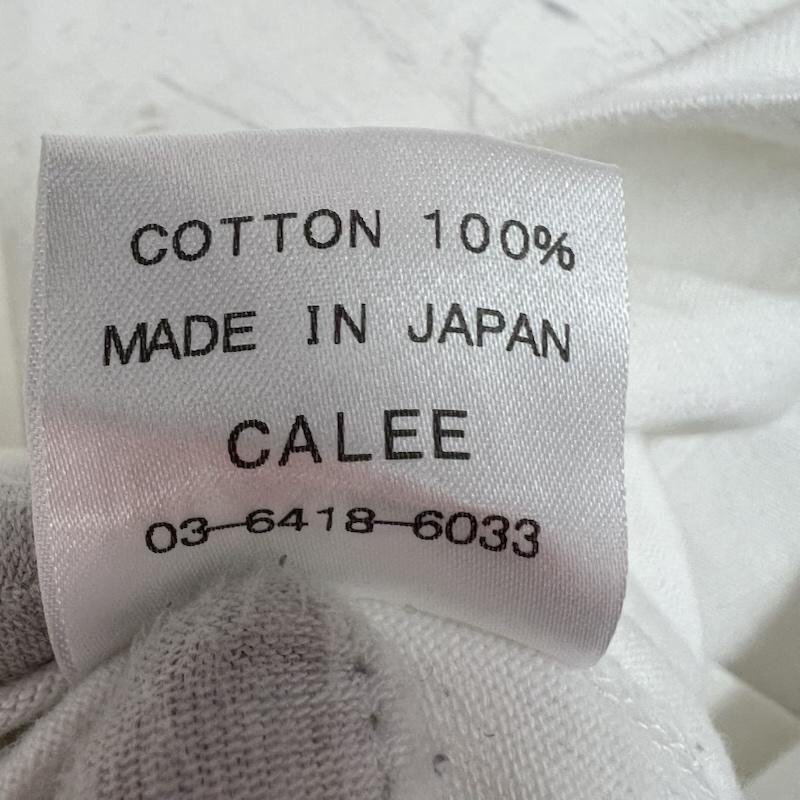 COTTON 100%
MADE IN JAPAN
CALEE
03-6418-6033